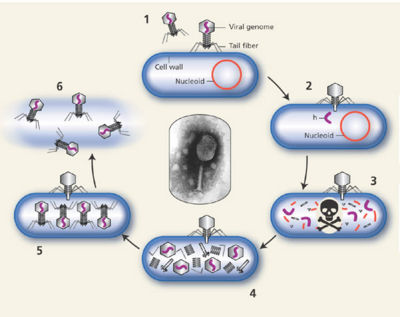 1
Viral genome
Tail fiber
Cell wall
Nucleoid
2
h
Nucleoid
3
4
5
6